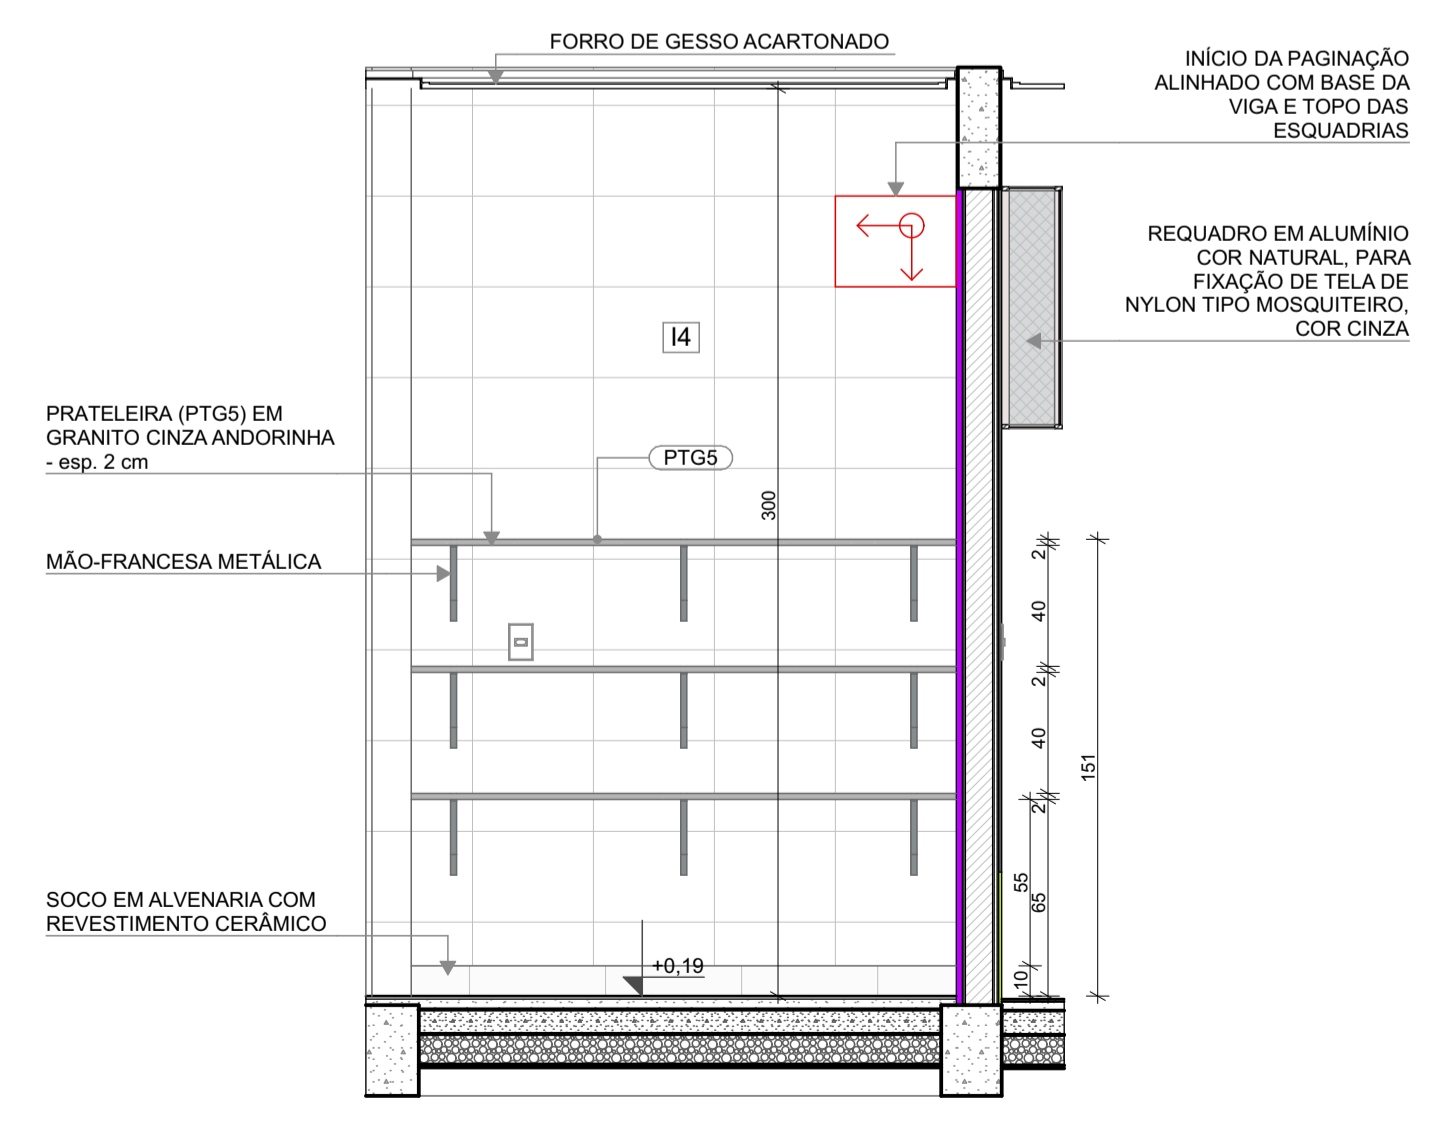 FORRO DE GESSO ACARTONADO
INÍCIO DA PAGINAÇÃO
ALINHADO COM BASE DA
VIGA E TOPO DAS
ESQUADRIAS
REQUADRO EM ALUMÍNIO
COR NATURAL, PARA
FIXAÇÃO DE TELA DE
NYLON TIPO MOSQUITEIRO,
COR CINZA
I4
PRATELEIRA (PTG5) EM
GRANITO CINZA ANDORINHA
- esp. 2 cm
PTG5
300
MÃO-FRANCESA METÁLICA
2
40
2
40
151
2
55
65
SOCO EM ALVENARIA COM
REVESTIMENTO CERÂMICO
+0,19
10